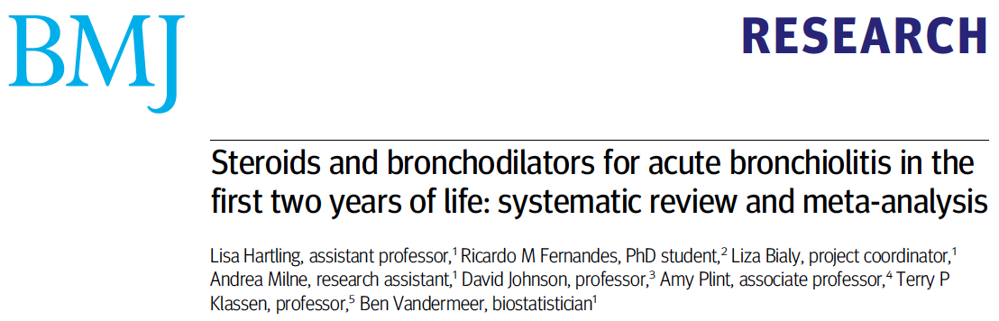 BMJ
RESEARCH
Steroids and bronchodilators for acute bronchiolitis in the
first two years of life: systematic review and meta-analysis
Lisa Hartling, assistant professor,¹ Ricardo M Fernandes, PhD student,² Liza Bialy, project coordinator,¹
Andrea Milne, research assistant,¹ David Johnson, professor,³ Amy Plint, associate professor,⁴ Terry P
Klassen, professor,⁵ Ben Vandermeer, biostatistician¹